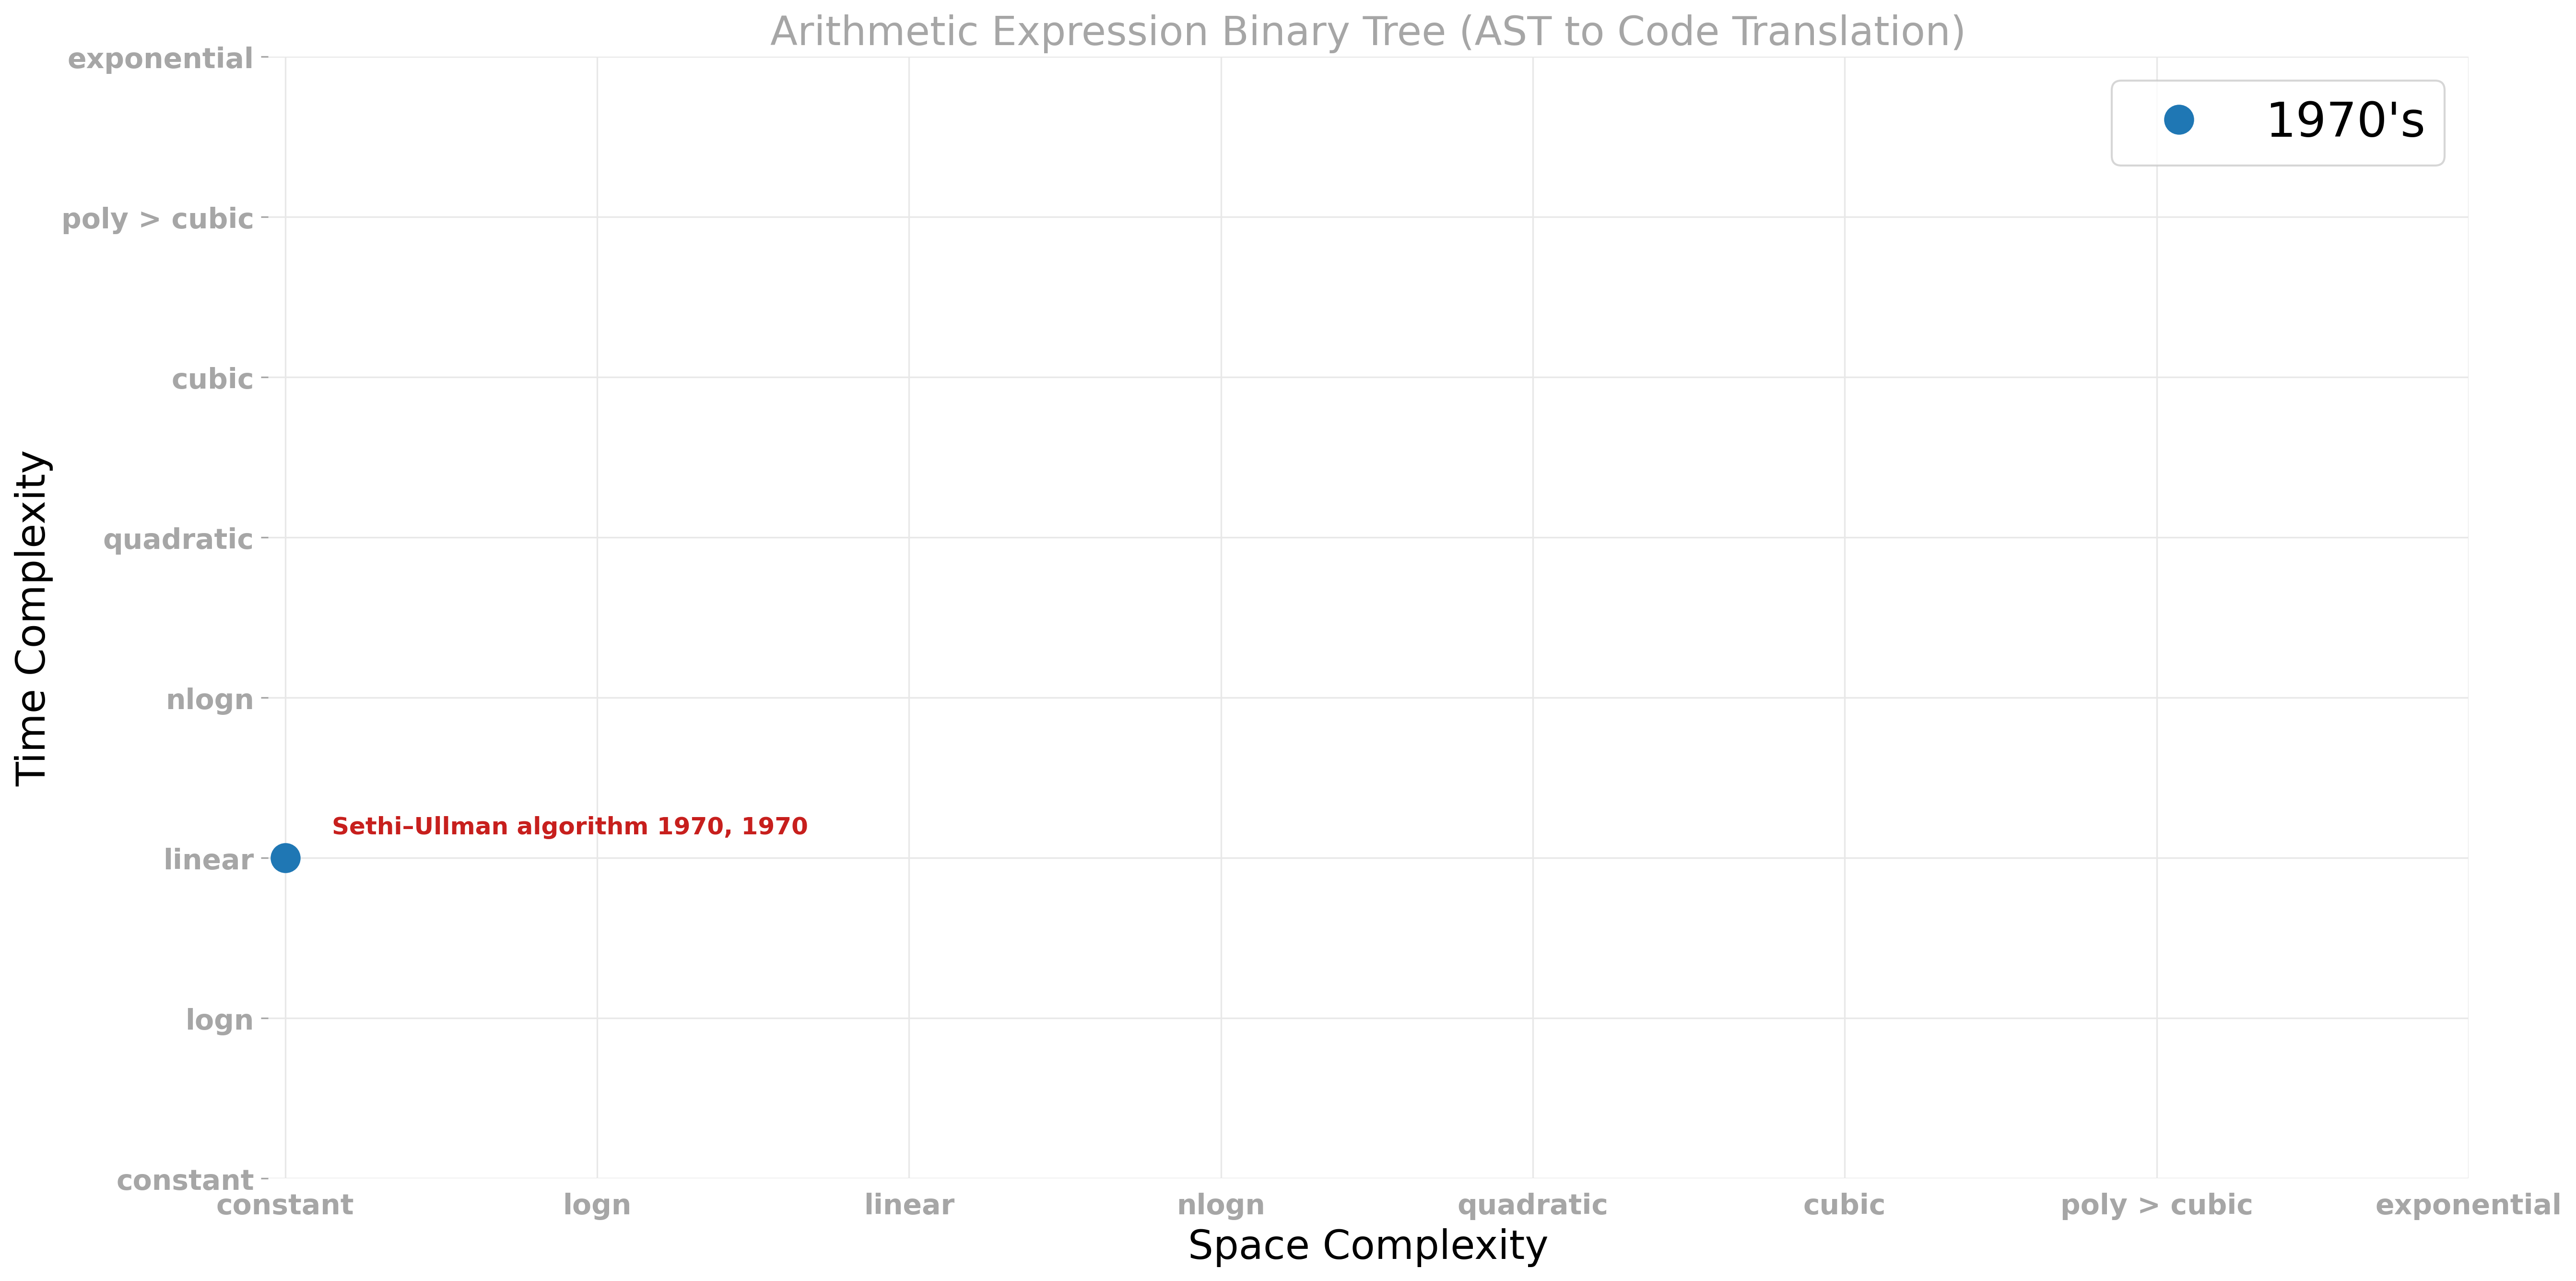 Arithmetic Expression Binary Tree (AST to Code Translation)
exponential
poly > cubic
cubic
quadratic
nlogn
linear
logn
constant
Time Complexity
1970's
Sethi–Ullman algorithm 1970, 1970
constant logn linear nlogn quadratic cubic poly > cubic exponential
Space Complexity